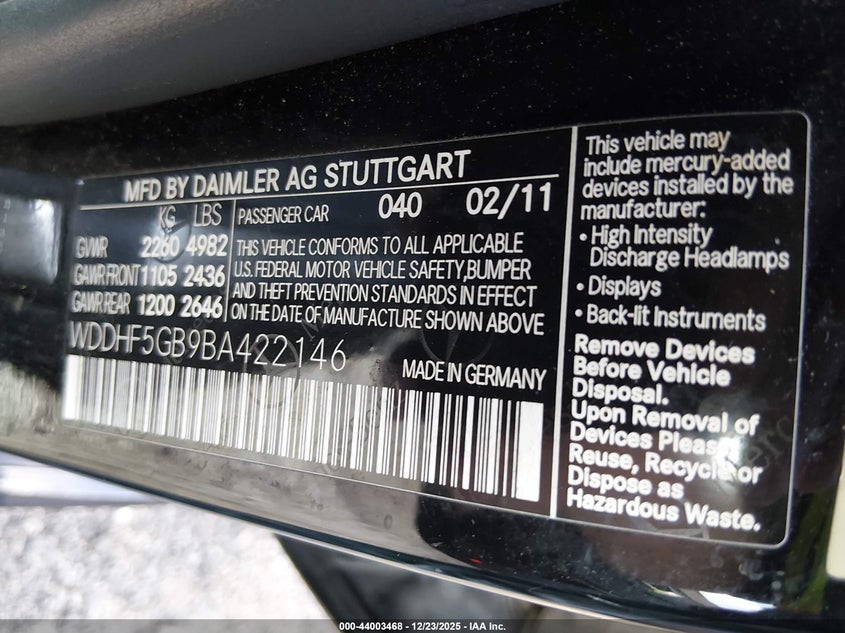 MFD BY DAIMLER AG STUTTGART
KG LBS
GVWR 2260 4982
GAWR FRONT 1105 2436
GAWR REAR 1200 2646
PASSENGER CAR 040 02/11
THIS VEHICLE CONFORMS TO ALL APPLICABLE
U.S. FEDERAL MOTOR VEHICLE SAFETY,BUMPER
AND THEFT PREVENTION STANDARDS IN EFFECT
ON THE DATE OF MANUFACTURE SHOWN ABOVE
WDDHF5GB9BA422146
MADE IN GERMANY
This vehicle may
include mercury-added
devices installed by the
manufacturer:
• High Intensity
Discharge Headlamps
• Displays
• Back-lit Instruments
Remove Devices
Before Vehicle
Disposal.
Upon Removal of
Devices Please
Reuse, Recycle or
Dispose as
Hazardous Waste.
000-44003468 - 12/23/2025 - IAA Inc.